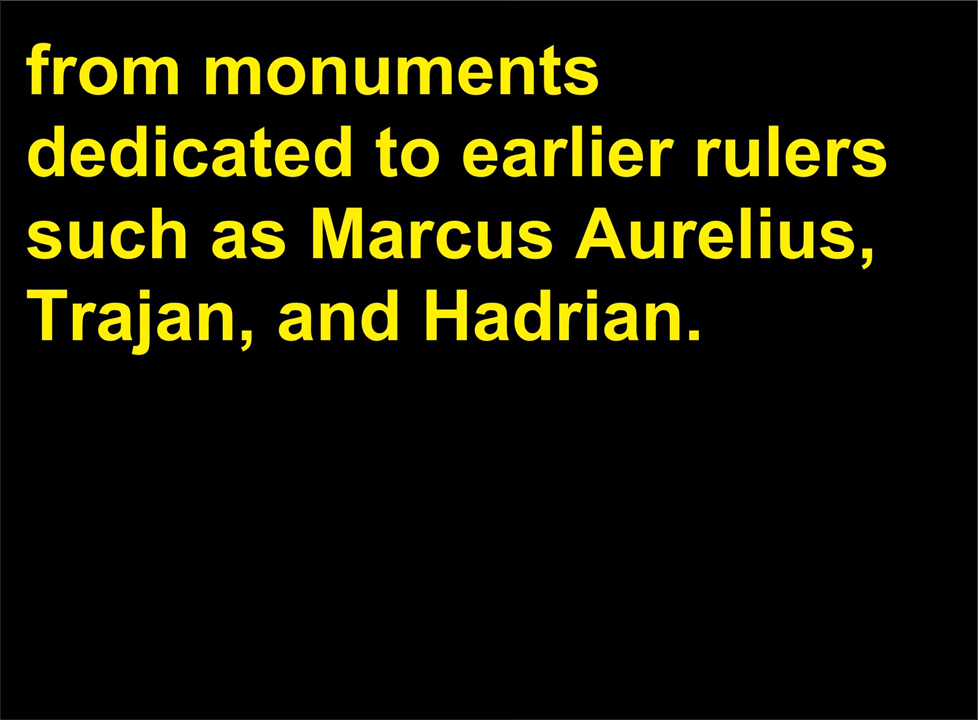 from monuments
dedicated to earlier rulers
such as Marcus Aurelius,
Trajan, and Hadrian.